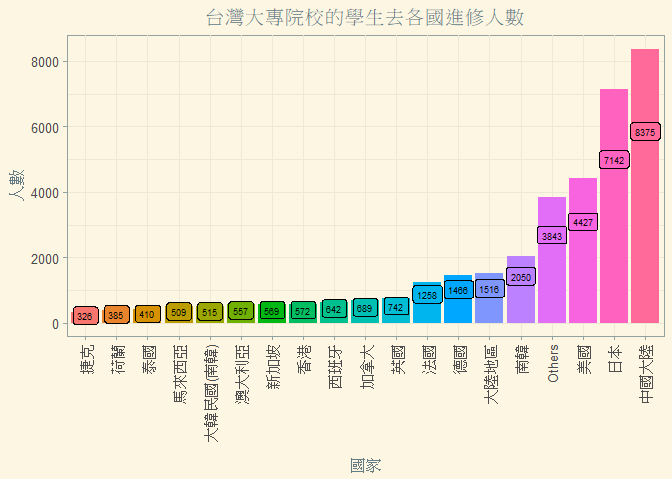 台灣大專院校的學生去各國進修人數
人數
8000
6000
4000
2000
0
326
385
410
509
515
557
569
572
642
689
742
1258
1466
1516
2050
3843
4427
7142
8375
捷克
荷蘭
泰國
馬來西亞
大韓民國(南韓)
澳大利亞
新加坡
香港
西班牙
加拿大
英國
法國
德國
大陸地區
南韓
Others
美國
日本
中國大陸
國家